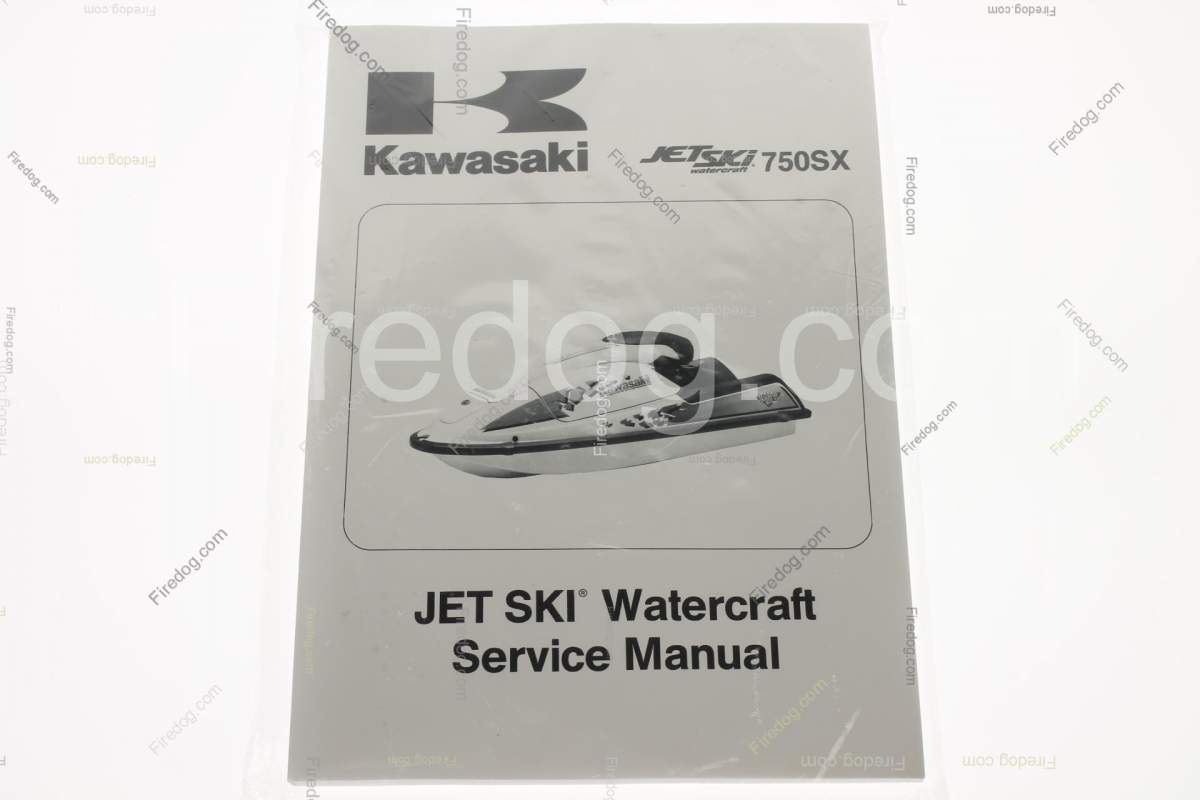 Kawasaki
JET SKi
watercraft
750SX
Kawasaki
JET SKI® Watercraft
Service Manual
Firedog.com